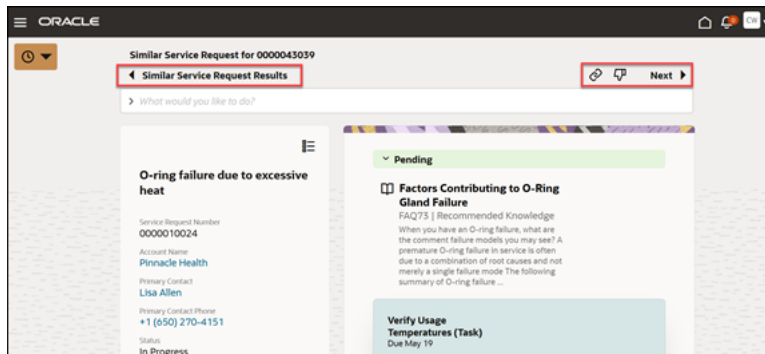 ORACLE
CW
Similar Service Request for 0000043039
Similar Service Request Results
Next
What would you like to do?
O-ring failure due to excessive
heat
Service Request Number
0000010024
Account Name
Pinnacle Health
Primary Contact
Lisa Allen
Primary Contact Phone
+1 (650) 270-4151
Status
In Progress
Pending
Factors Contributing to O-Ring
Gland Failure
FAQ73 | Recommended Knowledge
When you have an O-ring failure, what are
the comment failure models you may see? A
premature O-ring failure in service is often
due to a combination of root causes and not
merely a single failure mode The following
summary of O-ring failure ...
Verify Usage
Temperatures (Task)
Due May 19